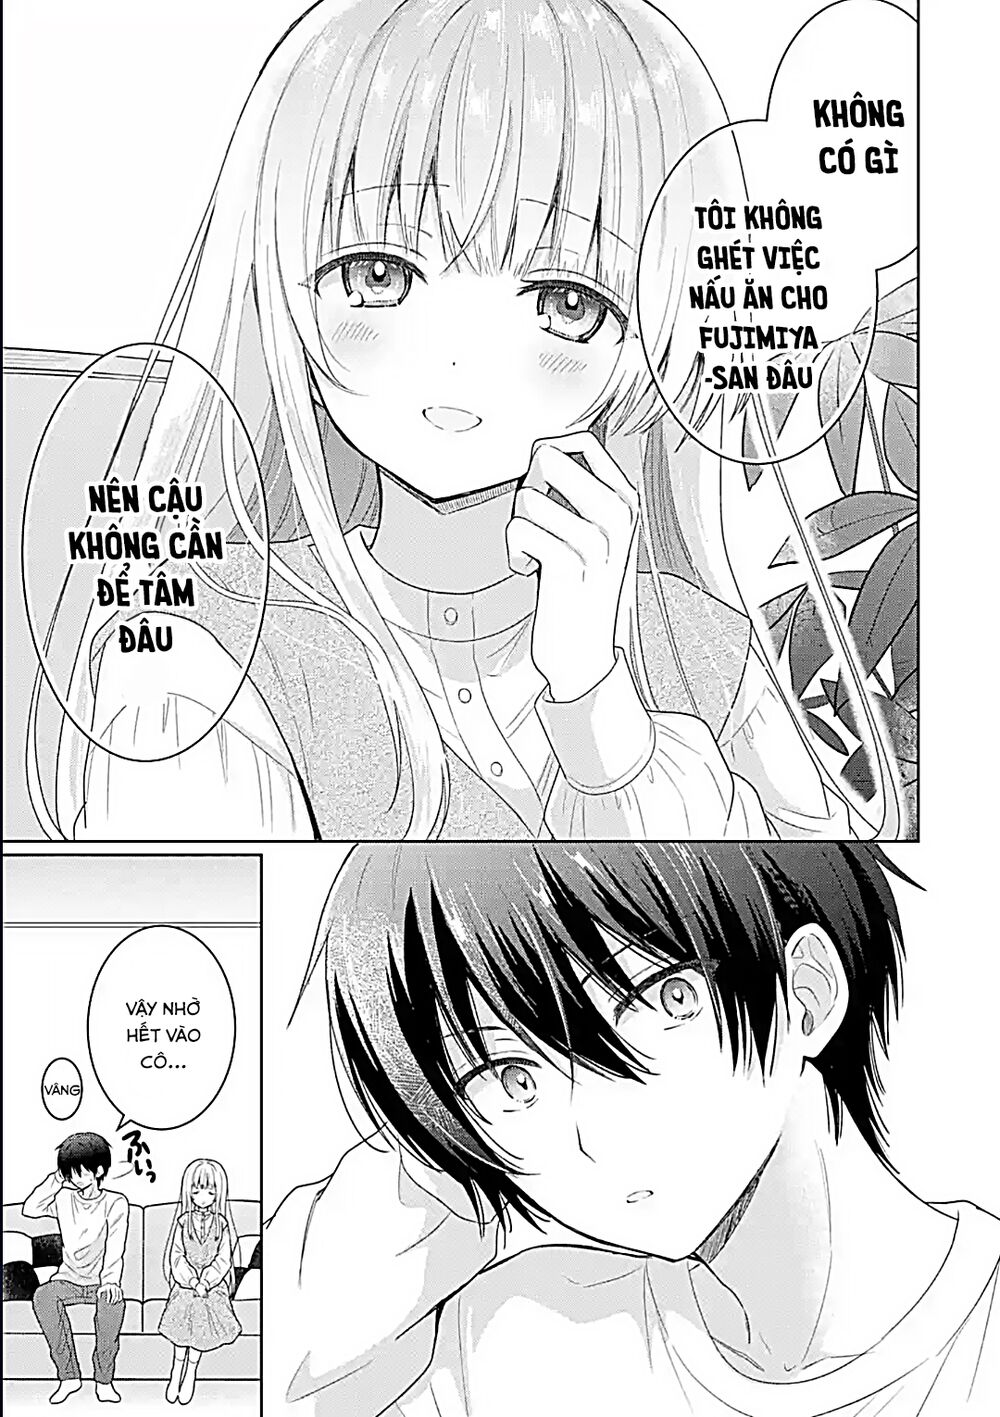 KHÔNG
CÓ GÌ
TÔI KHÔNG
GHÉT VIỆC
NẤU ĂN CHO
FUJIMIYA
-SAN ĐÂU
NÊN CẬU
KHÔNG CẦN
ĐỂ TÂM
ĐÂU
VẬY NHỜ
HẾT VÀO
CÔ...
VÂNG
ふいっ